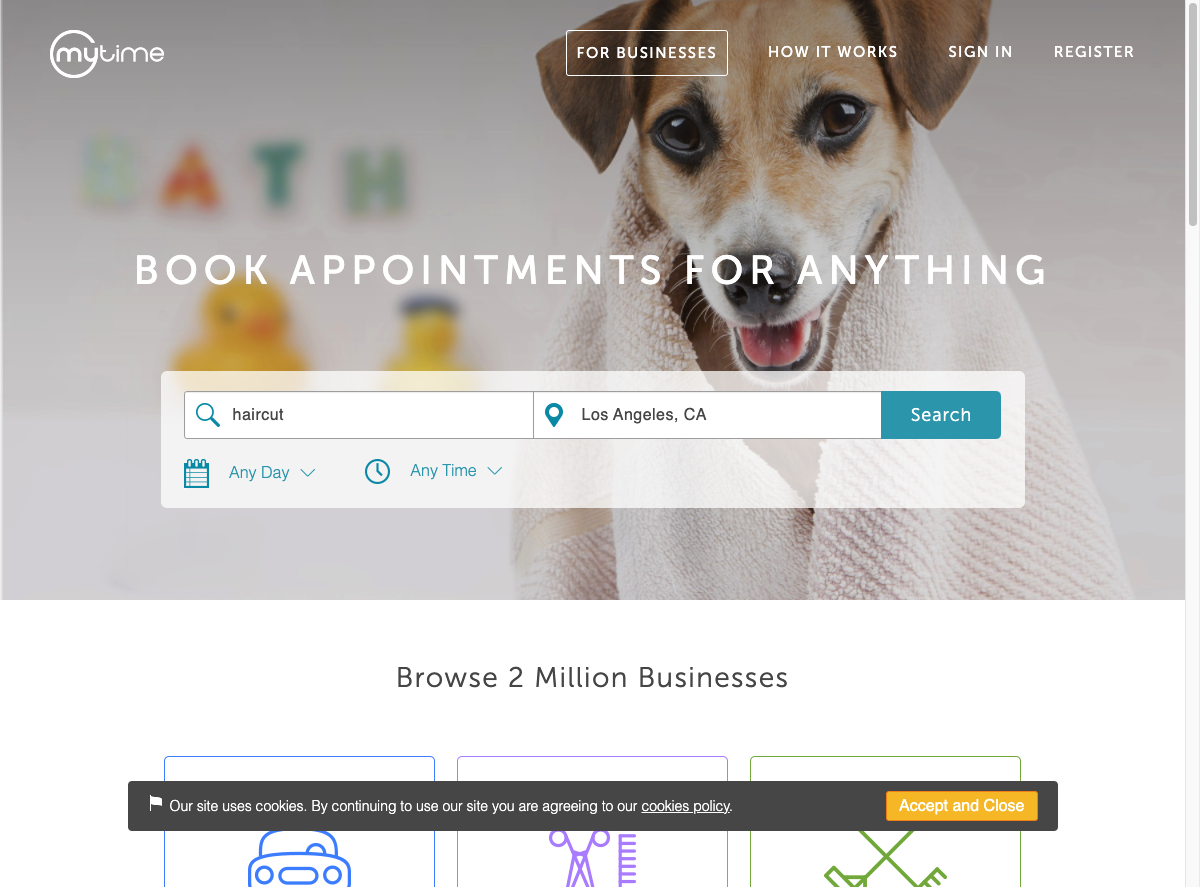 mytime
FOR BUSINESSES
HOW IT WORKS
SIGN IN
REGISTER
BATH
BOOK APPOINTMENTS FOR ANYTHING
haircut
Los Angeles, CA
Search
Any Day
Any Time
Browse 2 Million Businesses
Our site uses cookies. By continuing to use our site you are agreeing to our cookies policy.
Accept and Close